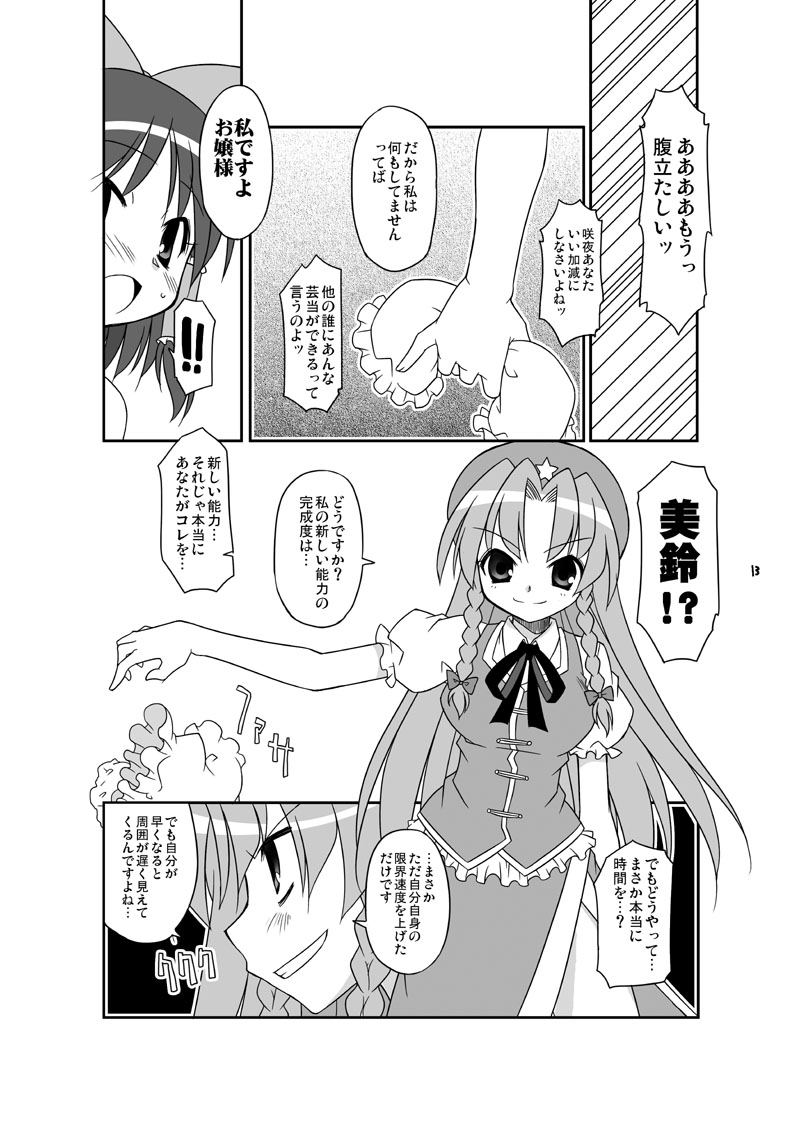 ああああもうっ
腹立たしいッ
咲夜あなた
いい加減に
しなさいよねッ
だから私は
何もしてません
ってば
他の誰にあんな
芸当ができるって
言うのよッ
私ですよ
お嬢様
!!
美鈴!?
どうですか?
私の新しい能力の
完成度は…
新しい能力…
それじゃ本当に
あなたがコレを…
ファサ
13
でもどうやって…
まさか本当に
時間を…?
…まさか
ただ自分自身の
限界速度を上げた
だけです
でも自分が
早くなると
周囲が遅く見えて
くるんですよね…
ククク